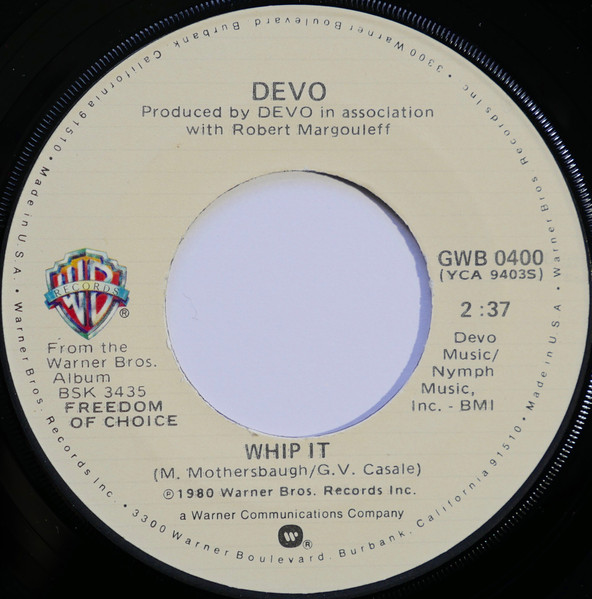 DEVO
Produced by DEVO in association
with Robert Margouleff
WB
RECORDS
®
GWB 0400
(YCA 9403S)
2:37
Devo
Music/
Nymph
Music,
Inc. - BMI
From the
Warner Bros.
Album
BSK 3435
FREEDOM
OF CHOICE
WHIP IT
(M. Mothersbaugh/G.V. Casale)
℗1980 Warner Bros. Records Inc.
a Warner Communications Company
®
Warner Bros. Records Inc. • 3300 Warner Boulevard, Burbank, California 91510 • Made in U.S.A. •
Warner Bros. Records Inc. • 3300 Warner Boulevard, Burbank, California 91510 • Made in U.S.A. •